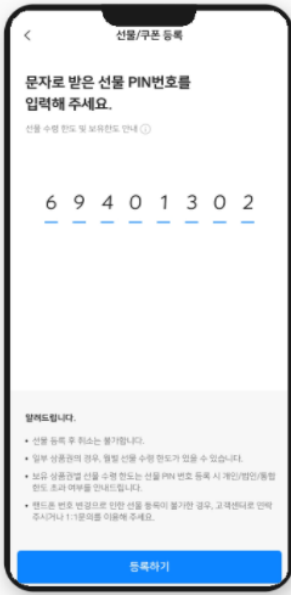 선물/쿠폰 등록
문자로 받은 선물 PIN번호를
입력해 주세요.
선물 수령 한도 및 보유한도 안내 ⓘ
6 9 4 0 1 3 0 2
알려드립니다.
• 선물 등록 후 취소는 불가합니다.
• 일부 상품권의 경우, 월별 선물 수령 한도가 있을 수 있습니다.
• 보유 상품권별 선물 수령 한도는 선물 PIN 번호 등록 시 개인/법인/통합
한도 초과 여부를 안내드립니다.
• 핸드폰 번호 변경으로 인한 선물 등록이 불가한 경우, 고객센터로 연락
주시거나 1:1문의를 이용해 주세요.
등록하기